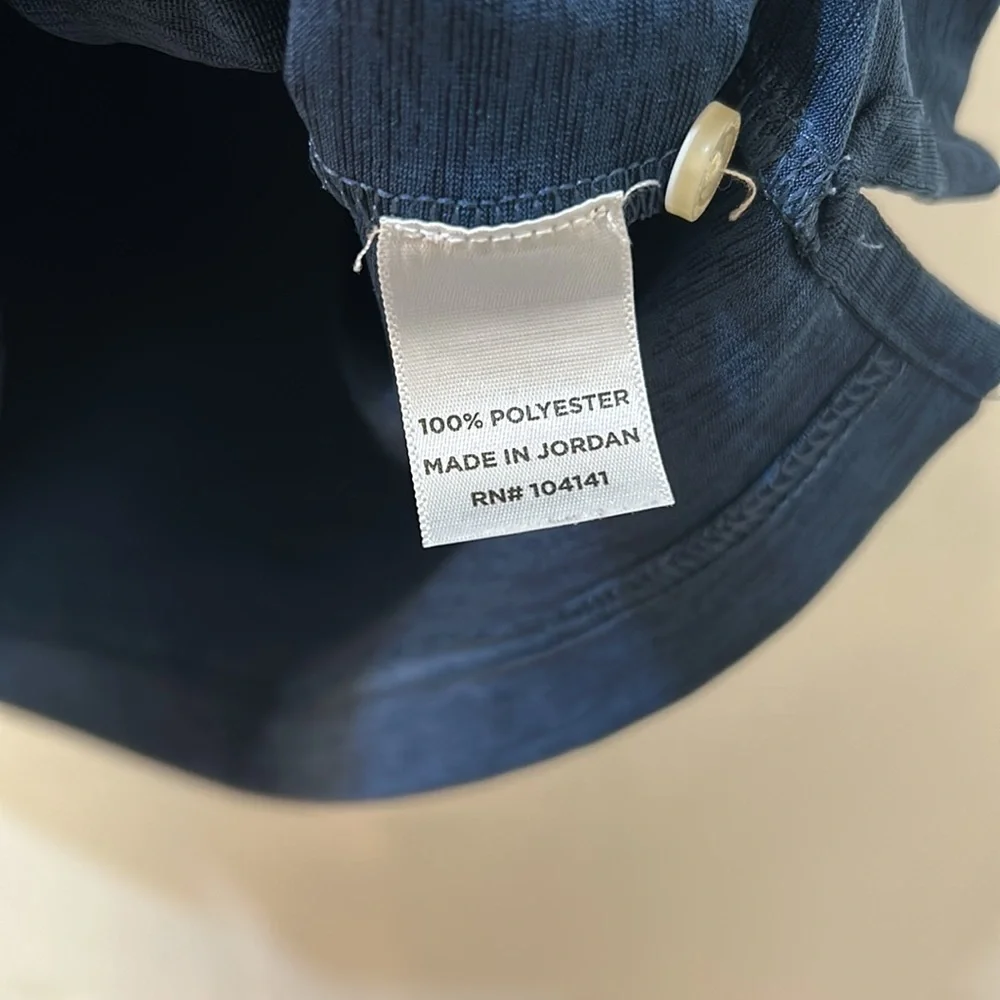 100% POLYESTER
MADE IN JORDAN
RN# 104141